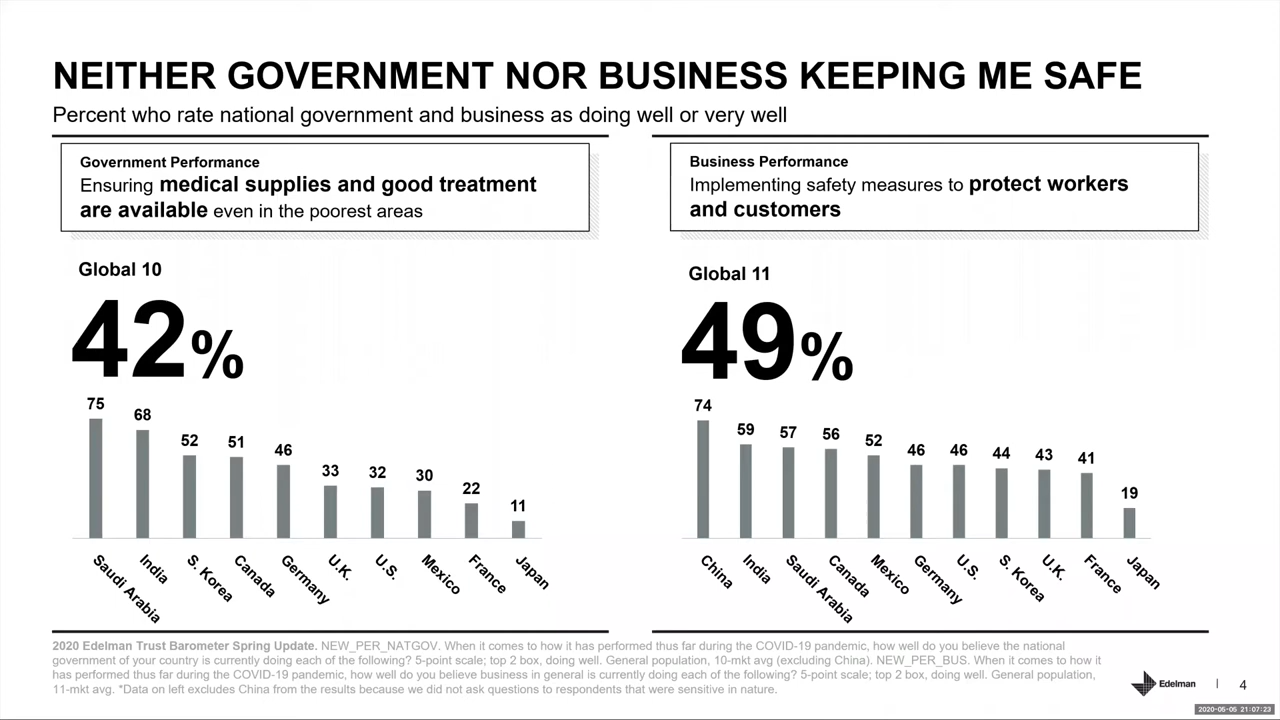 NEITHER GOVERNMENT NOR BUSINESS KEEPING ME SAFE
Percent who rate national government and business as doing well or very well
Government Performance
Ensuring medical supplies and good treatment
are available even in the poorest areas
Global 10
42%
75
68
52
51
46
33
32
30
22
11
Saudi Arabia
India
S. Korea
Canada
Germany
U.K.
U.S.
Mexico
France
Japan
Business Performance
Implementing safety measures to protect workers
and customers
Global 11
49%
74
59
57
56
52
46
46
44
43
41
19
China
India
Saudi Arabia
Canada
Mexico
Germany
U.S.
S. Korea
U.K.
France
Japan
2020 Edelman Trust Barometer Spring Update. NEW_PER_NATGOV. When it comes to how it has performed thus far during the COVID-19 pandemic, how well do you believe the national
government of your country is currently doing each of the following? 5-point scale; top 2 box, doing well. General population, 10-mkt avg (excluding China). NEW_PER_BUS. When it comes to how it
has performed thus far during the COVID-19 pandemic, how well do you believe business in general is currently doing each of the following? 5-point scale; top 2 box, doing well. General population,
11-mkt avg. *Data on left excludes China from the results because we did not ask questions to respondents that were sensitive in nature.
Edelman | 4
2020-05-05 21:07:23